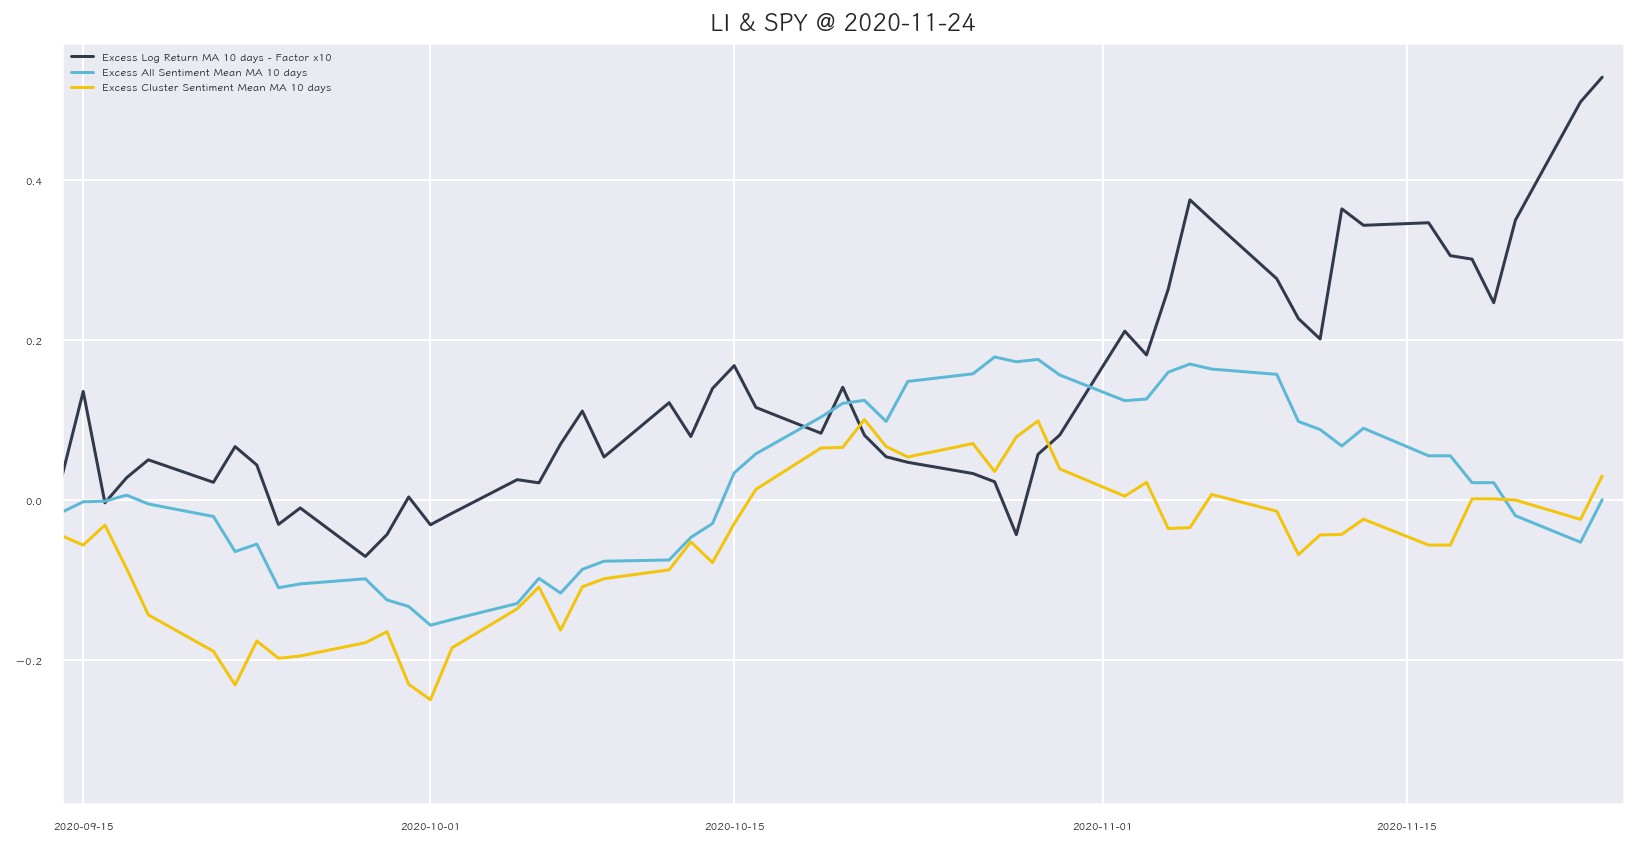 LI & SPY @ 2020-11-24
Excess Log Return MA 10 days - Factor x10
Excess All Sentiment Mean MA 10 days
Excess Cluster Sentiment Mean MA 10 days
0.4
0.2
0.0
−0.2
2020-09-15 2020-10-01 2020-10-15 2020-11-01 2020-11-15